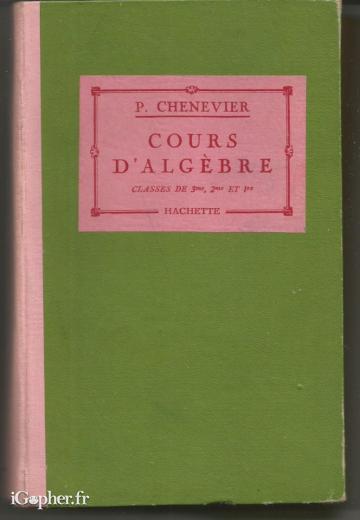 P. CHENEVIER
COURS
D'ALGÈBRE
CLASSES DE 3me, 2me ET 1re
HACHETTE
iGopher.fr